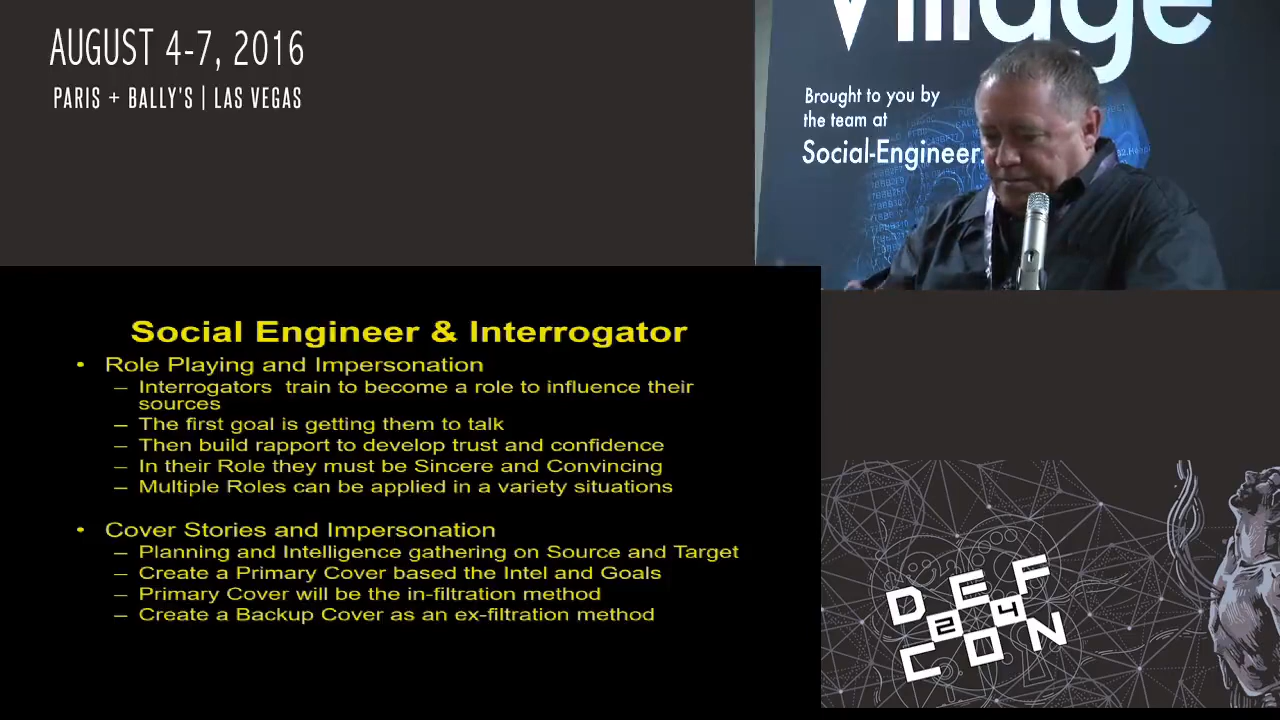 AUGUST 4-7, 2016
PARIS + BALLY'S | LAS VEGAS
Village
Brought to you by
the team at
Social-Engineer.
Social Engineer & Interrogator
• Role Playing and Impersonation
– Interrogators train to become a role to influence their
sources
– The first goal is getting them to talk
– Then build rapport to develop trust and confidence
– In their Role they must be Sincere and Convincing
– Multiple Roles can be applied in a variety situations
• Cover Stories and Impersonation
– Planning and Intelligence gathering on Source and Target
– Create a Primary Cover based the Intel and Goals
– Primary Cover will be the in-filtration method
– Create a Backup Cover as an ex-filtration method
DEF
24
CON